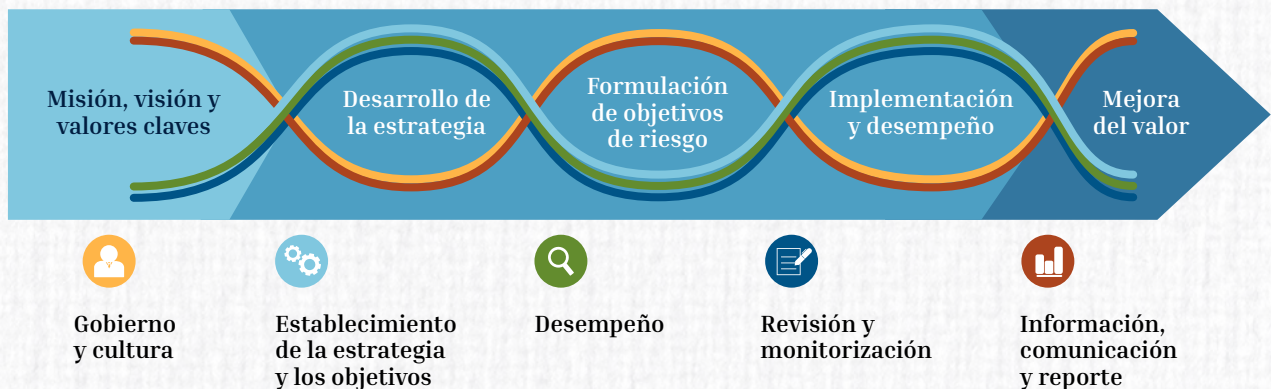 Misión, visión y
valores claves
Desarrollo de
la estrategia
Formulación
de objetivos
de riesgo
Implementación
y desempeño
Mejora
del valor
Gobierno
y cultura
Establecimiento
de la estrategia
y los objetivos
Desempeño
Revisión y
monitorización
Información,
comunicación
y reporte